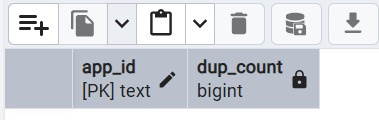 app_id
[PK] text
dup_count
bigint